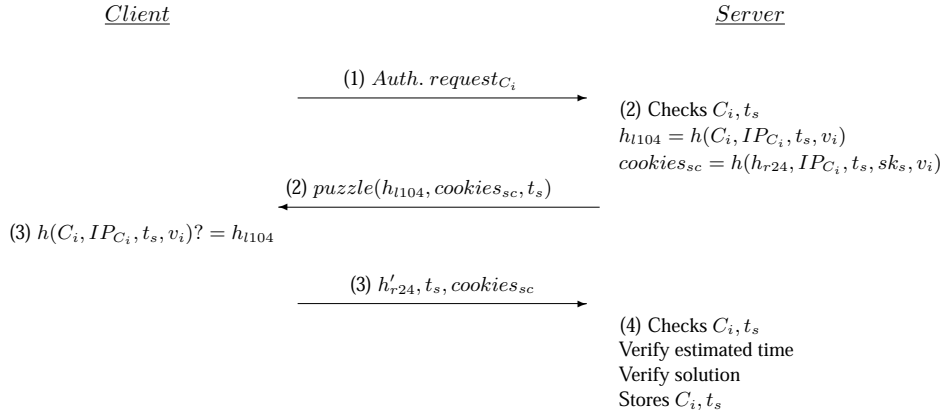 Client
Server
(1) Auth. request_{C_i}
(2) Checks C_i, t_s
h_{l104} = h(C_i, IP_{C_i}, t_s, v_i)
cookies_{sc} = h(h_{r24}, IP_{C_i}, t_s, sk_s, v_i)
(2) puzzle(h_{l104}, cookies_{sc}, t_s)
(3) h(C_i, IP_{C_i}, t_s, v_i)? = h_{l104}
(3) h'_{r24}, t_s, cookies_{sc}
(4) Checks C_i, t_s
Verify estimated time
Verify solution
Stores C_i, t_s